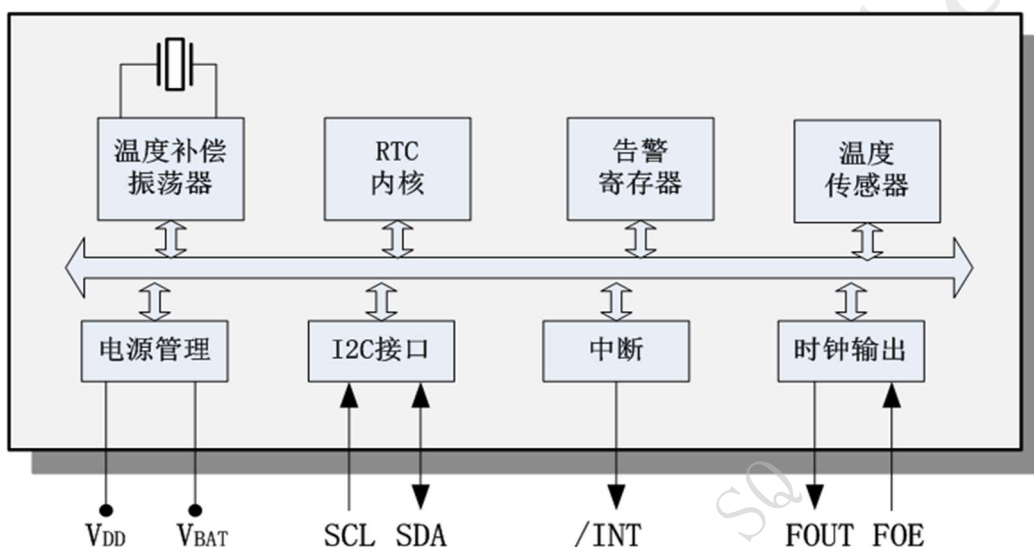 温度补偿
振荡器
RTC
内核
告警
寄存器
温度
传感器
电源管理
I2C接口
中断
时钟输出
VDD
VBAT
SCL
SDA
/INT
FOUT
FOE
SQ